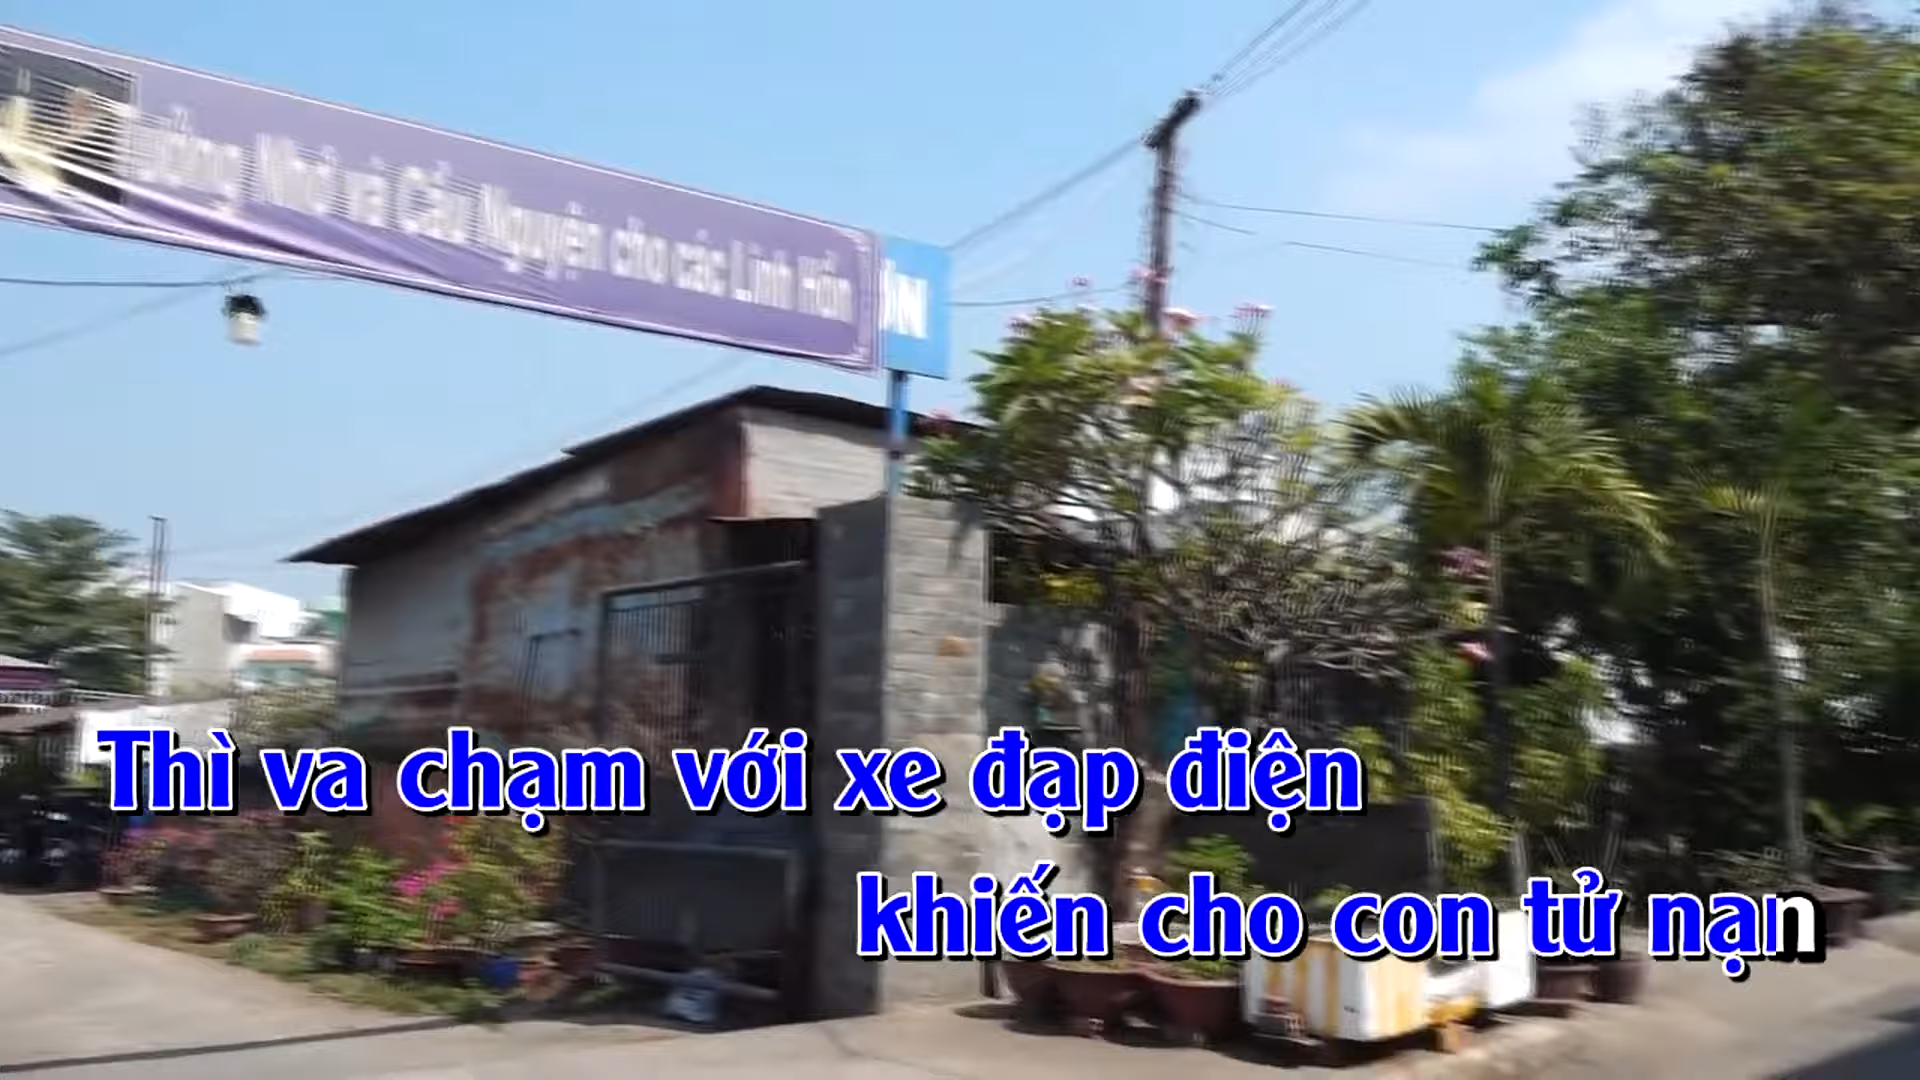 Tưởng Nhớ và Cầu Nguyện cho các Linh Hồn
Thì va chạm với xe đạp điện
khiến cho con tử nạn